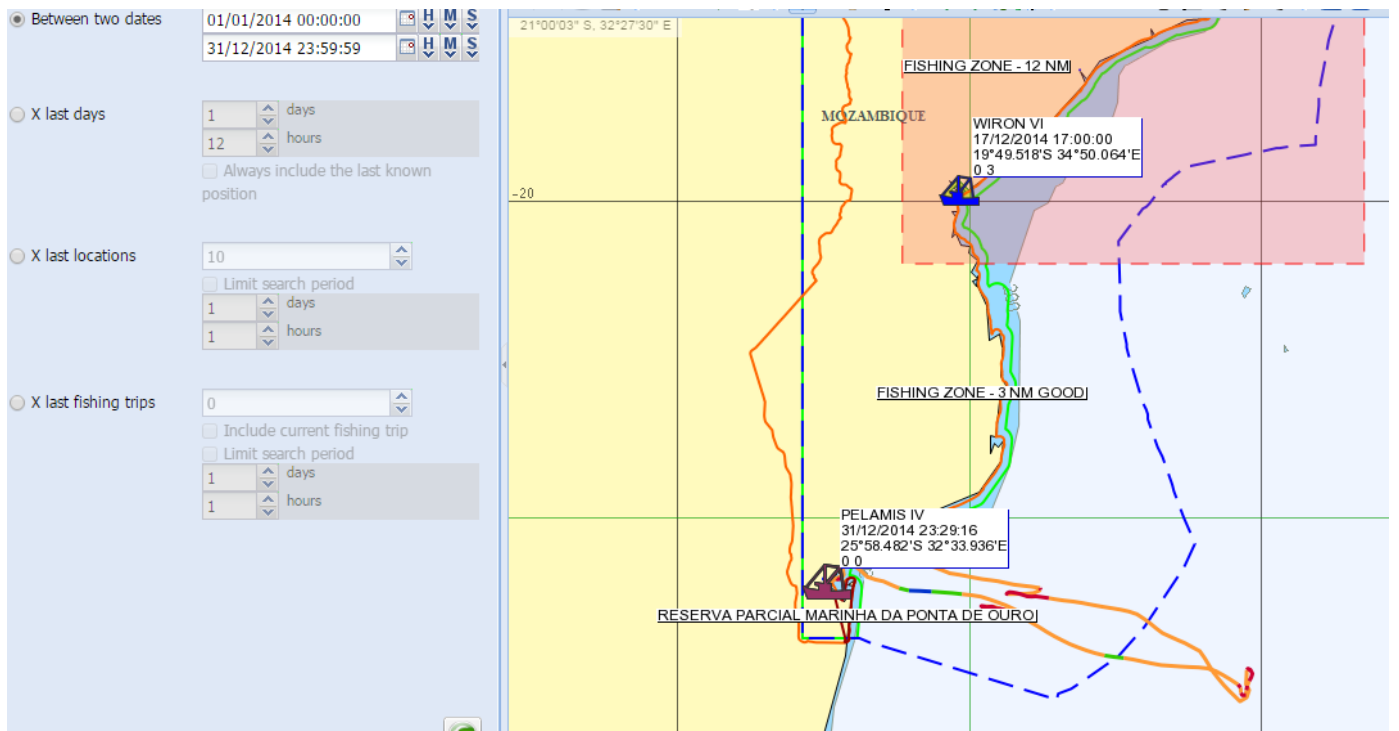 Between two dates
01/01/2014 00:00:00
H M S
31/12/2014 23:59:59
H M S
X last days
1 days
12 hours
Always include the last known
position
X last locations
10
Limit search period
1 days
1 hours
X last fishing trips
0
Include current fishing trip
Limit search period
1 days
1 hours
21°00'03" S, 32°27'30" E
FISHING ZONE - 12 NM
MOZAMBIQUE
WIRON VI
17/12/2014 17:00:00
19°49.518'S 34°50.064'E
0 3
-20
FISHING ZONE - 3 NM GOOD
PELAMIS IV
31/12/2014 23:29:16
25°58.482'S 32°33.936'E
0 0
RESERVA PARCIAL MARINHA DA PONTA DE OURO